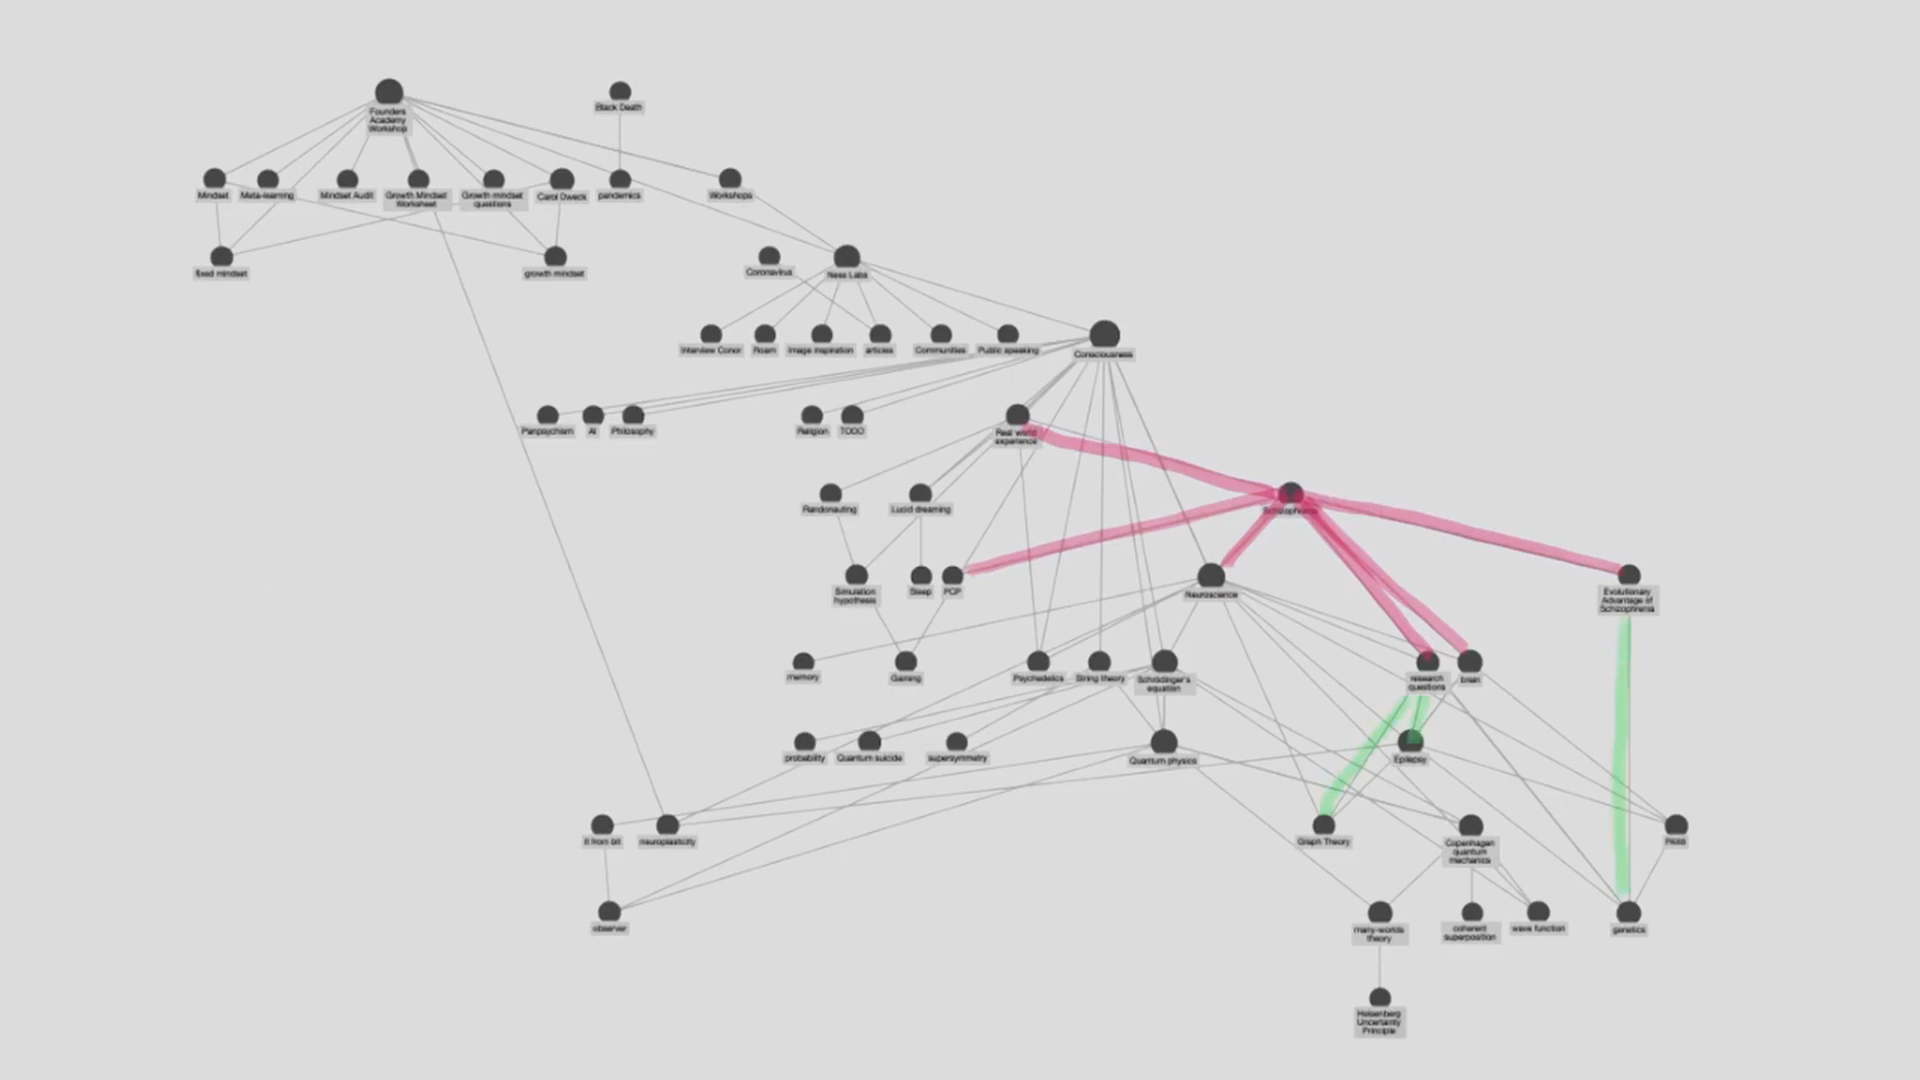 Founders
Academy
Workshop
Black Death
Mindset
Meta-learning
Mindset Audit
Growth Mindset
Worksheet
Growth mindset
questions
Carol Dweck
pandemics
Workshops
fixed mindset
growth mindset
Coronavirus
Ness Labs
Interview Conor
Roam
Image inspiration
articles
Communities
Public speaking
Consciousness
Panpsychism
AI
Philosophy
Religion
TODO
Real world
experience
Randonauting
Lucid dreaming
Schizophrenia
Simulation
hypothesis
Sleep
PCP
Neuroscience
Evolutionary
Advantage of
Schizophrenia
memory
Gaming
Psychedelics
String theory
Schrödinger's
equation
research
questions
brain
probability
Quantum suicide
supersymmetry
Quantum physics
Epilepsy
It from bit
neuroplasticity
Graph Theory
Copenhagen
quantum
mechanics
observer
many-worlds
theory
coherent
superposition
wave function
genetics
Heisenberg
Uncertainty
Principle